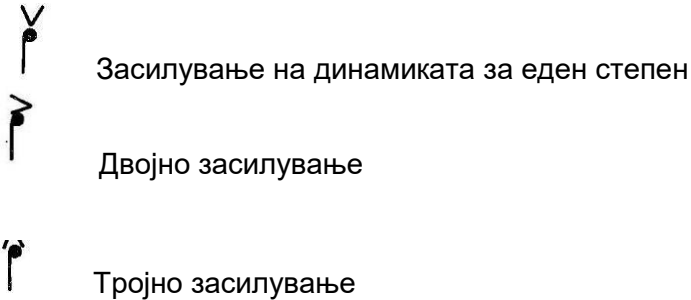 Засилување на динамиката за еден степен
Двојно засилување
Тројно засилување